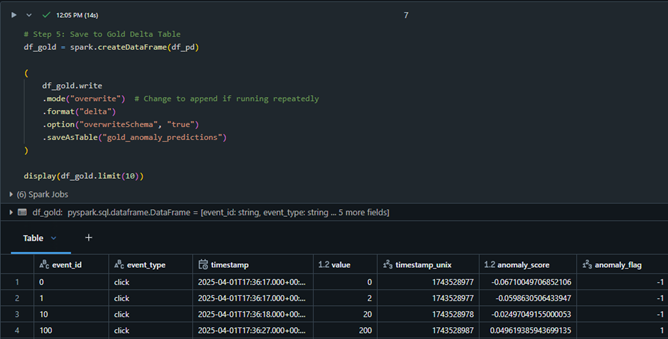 12:05 PM (14s)
7
# Step 5: Save to Gold Delta Table
df_gold = spark.createDataFrame(df_pd)
(
df_gold.write
.mode("overwrite")  # Change to append if running repeatedly
.format("delta")
.option("overwriteSchema", "true")
.saveAsTable("gold_anomaly_predictions")
)
display(df_gold.limit(10))
(6) Spark Jobs
df_gold: pyspark.sql.dataframe.DataFrame = [event_id: string, event_type: string ... 5 more fields]
Table +
event_id event_type timestamp 1.2 value timestamp_unix 1.2 anomaly_score anomaly_flag
1 0 click 2025-04-01T17:36:17.000+00:... 0 1743528977 -0.06710049706852106 -1
2 1 click 2025-04-01T17:36:17.000+00:... 2 1743528977 -0.0598630506433947 -1
3 10 click 2025-04-01T17:36:18.000+00:... 20 1743528978 -0.02497049155000053 -1
4 100 click 2025-04-01T17:36:27.000+00:... 200 1743528987 0.049619385943699135 1